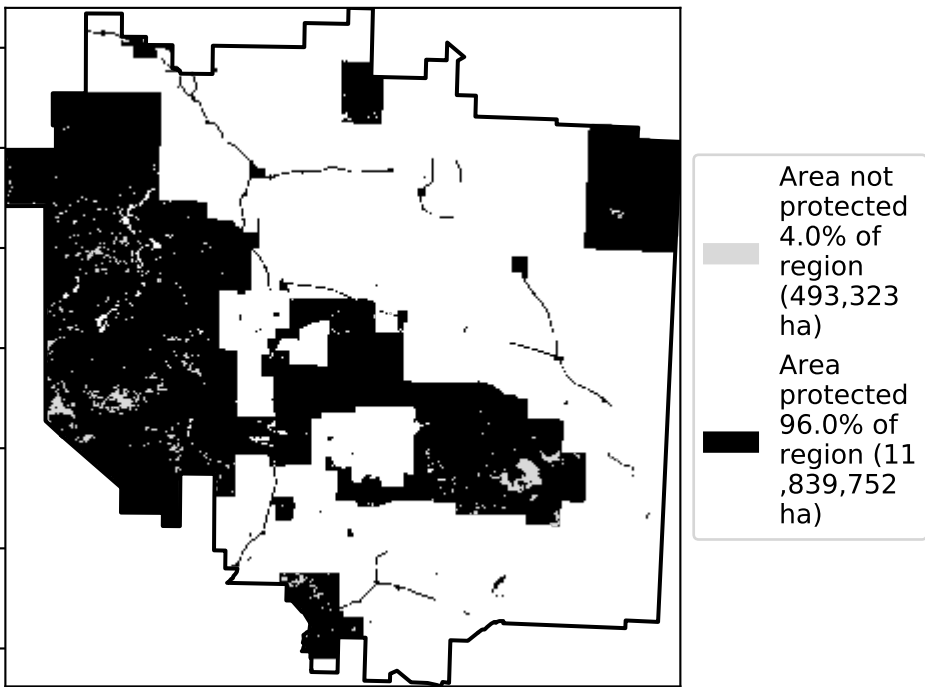 Area not
protected
4.0% of
region
(493,323
ha)
Area
protected
96.0% of
region (11
,839,752
ha)